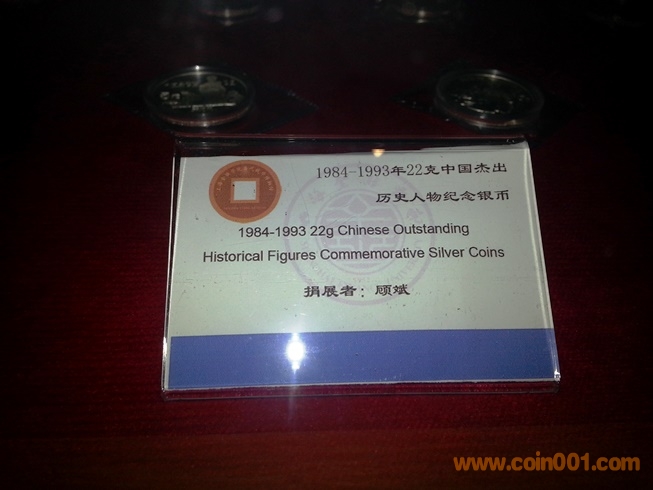 1984-1993年22克中国杰出
历史人物纪念银币
1984-1993 22g Chinese Outstanding
Historical Figures Commemorative Silver Coins
捐展者：顾斌
www.coin001.com